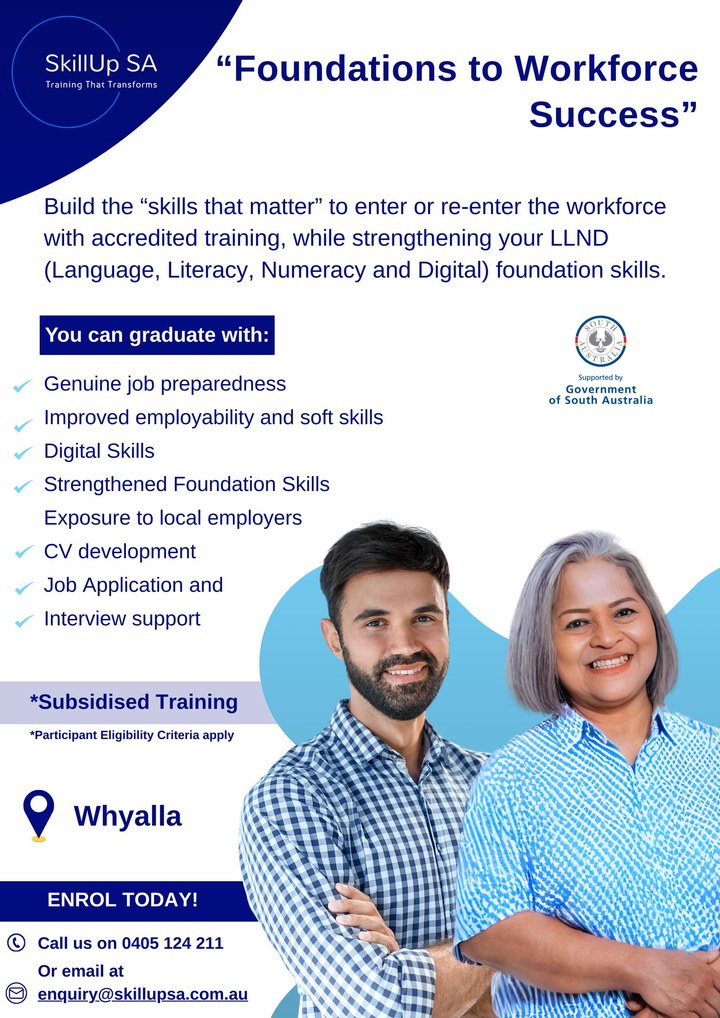 SkillUp SA
Training That Transforms
“Foundations to Workforce
Success”
Build the “skills that matter” to enter or re-enter the workforce
with accredited training, while strengthening your LLND
(Language, Literacy, Numeracy and Digital) foundation skills.
You can graduate with:
SOUTH
AUSTRALIA
Supported by
Government
of South Australia
Genuine job preparedness
Improved employability and soft skills
Digital Skills
Strengthened Foundation Skills
Exposure to local employers
CV development
Job Application and
Interview support
*Subsidised Training
*Participant Eligibility Criteria apply
Whyalla
ENROL TODAY!
Call us on 0405 124 211
Or email at
enquiry@skillupsa.com.au